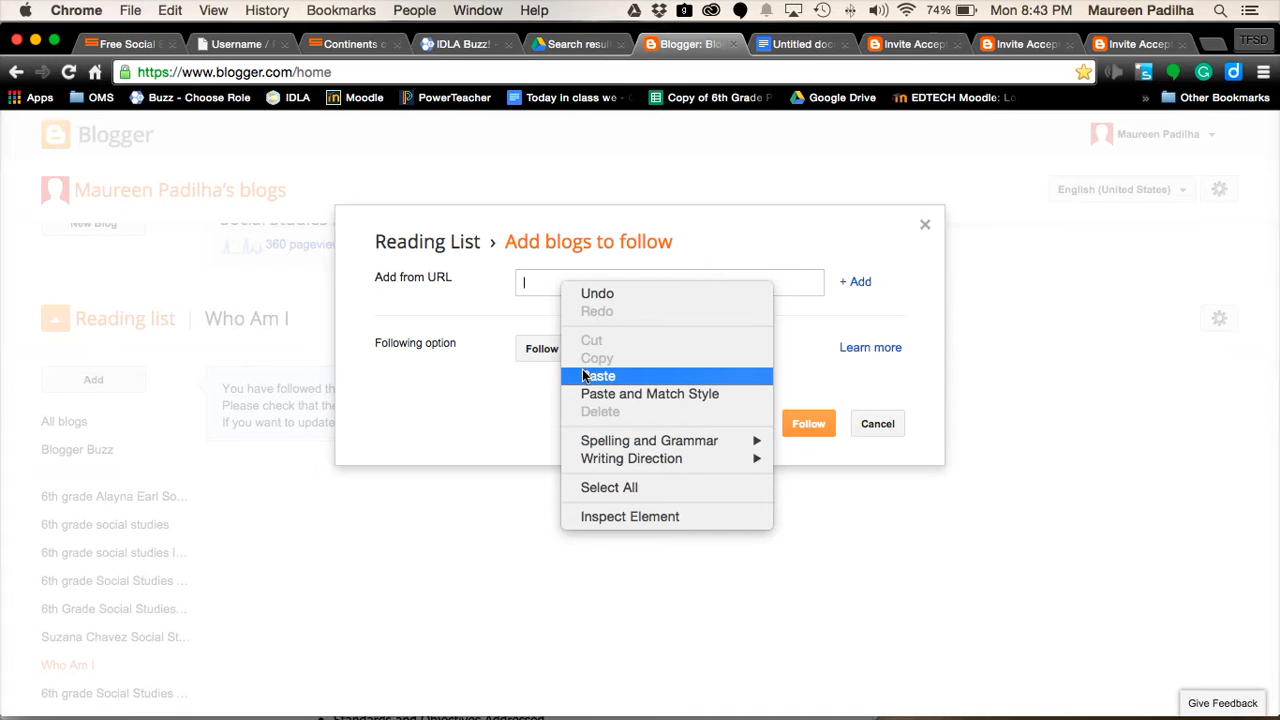 Chrome File Edit View History Bookmarks People Window Help 74% Mon 8:43 PM Maureen Padilha
Free Social E Username / P Continents o IDLA Buzz! - Search resul Blogger: Blo Untitled doc Invite Accep Invite Accep Invite Accep TFSD
https://www.blogger.com/home
Apps OMS Buzz - Choose Role IDLA Moodle PowerTeacher Today in class we - Copy of 6th Grade P Google Drive EDTECH Moodle: Lo » Other Bookmarks
Blogger Maureen Padilha
Maureen Padilha's blogs English (United States)
New Blog
360 pageview
Reading List › Add blogs to follow
Add from URL + Add
Following option Follow Learn more
Follow Cancel
Undo
Redo
Cut
Copy
Paste
Paste and Match Style
Delete
Spelling and Grammar
Writing Direction
Select All
Inspect Element
Reading list Who Am I
Add
You have followed the
Please check that the
If you want to update
All blogs
Blogger Buzz
6th grade Alayna Earl So...
6th grade social studies
6th grade social studies I...
6th grade Social Studies ...
6th Grade Social Studies...
Suzana Chavez Social St...
Who Am I
6th grade Social Studies ...
Give Feedback
Standards and Objectives Addressed